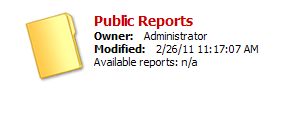 Public Reports
Owner: Administrator
Modified: 2/26/11 11:17:07 AM
Available reports: n/a